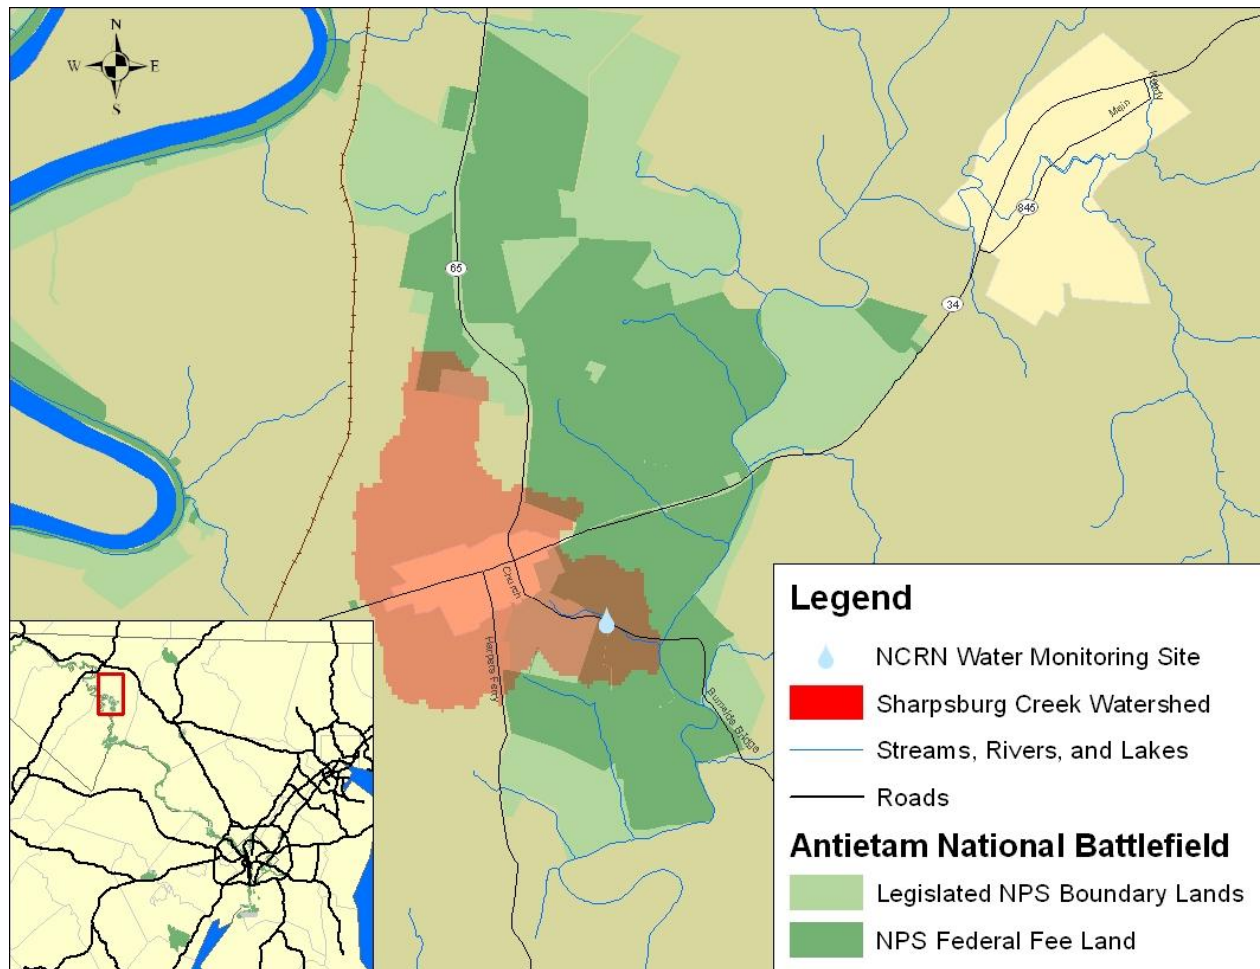 N
W E
S
Main
Keedy
845
65
34
Church
Harpers Ferry
Burnside Bridge
Legend
NCRN Water Monitoring Site
Sharpsburg Creek Watershed
Streams, Rivers, and Lakes
Roads
Antietam National Battlefield
Legislated NPS Boundary Lands
NPS Federal Fee Land